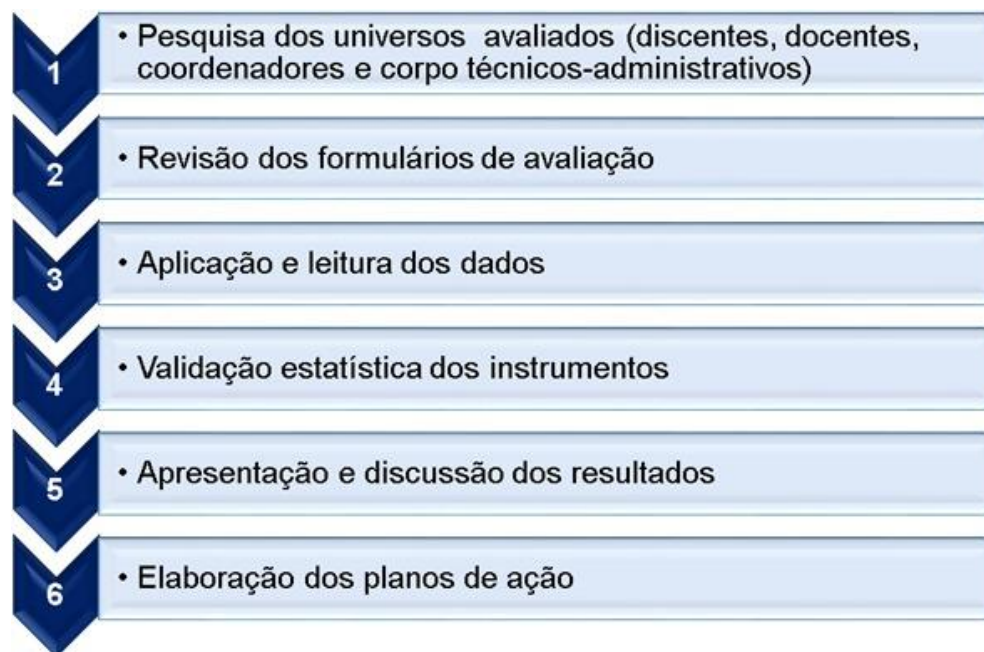 1
• Pesquisa dos universos avaliados (discentes, docentes,
coordenadores e corpo técnicos-administrativos)
2
• Revisão dos formulários de avaliação
3
• Aplicação e leitura dos dados
4
• Validação estatística dos instrumentos
5
• Apresentação e discussão dos resultados
6
• Elaboração dos planos de ação